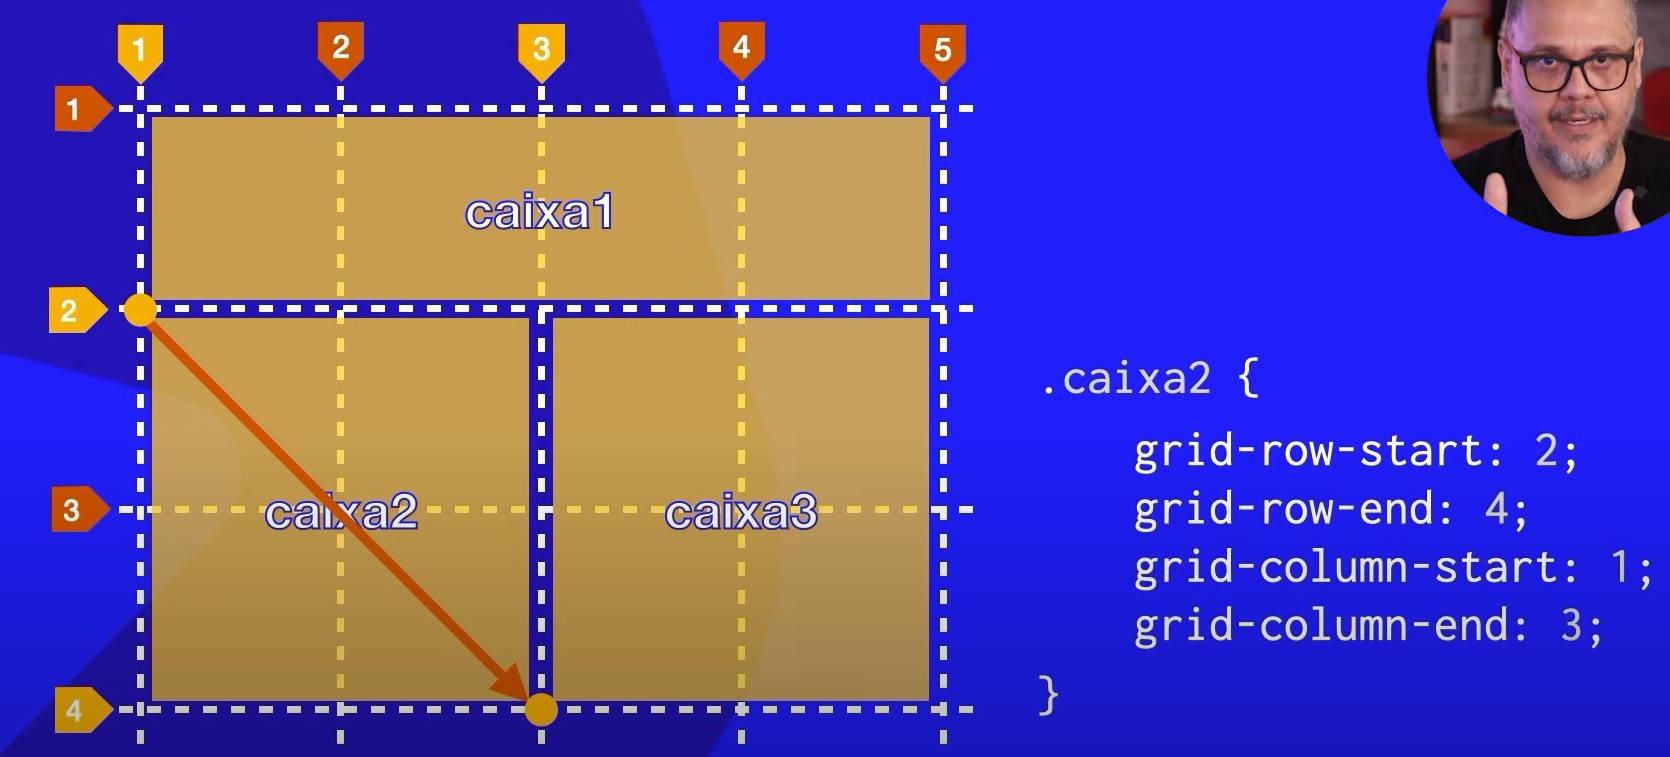 1 2 3 4 5
1
caixa1
2
.caixa2 {
grid-row-start: 2;
3
caixa2 caixa3
grid-row-end: 4;
grid-column-start: 1;
grid-column-end: 3;
4
}